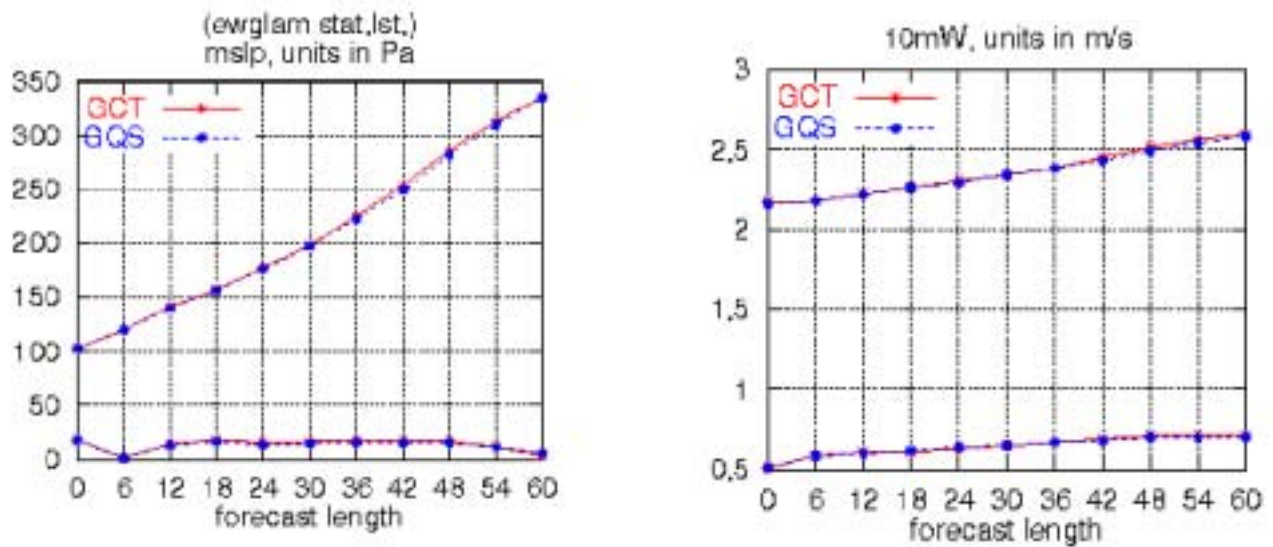 (ewglam stat.lst.)
mslp, units in Pa
350
300
250
200
150
100
50
0
GCT
GQS
0 6 12 18 24 30 36 42 48 54 60
forecast length
10mW, units in m/s
3
2.5
2
1.5
1
0.5
GCT
GQS
0 6 12 18 24 30 36 42 48 54 60
forecast length